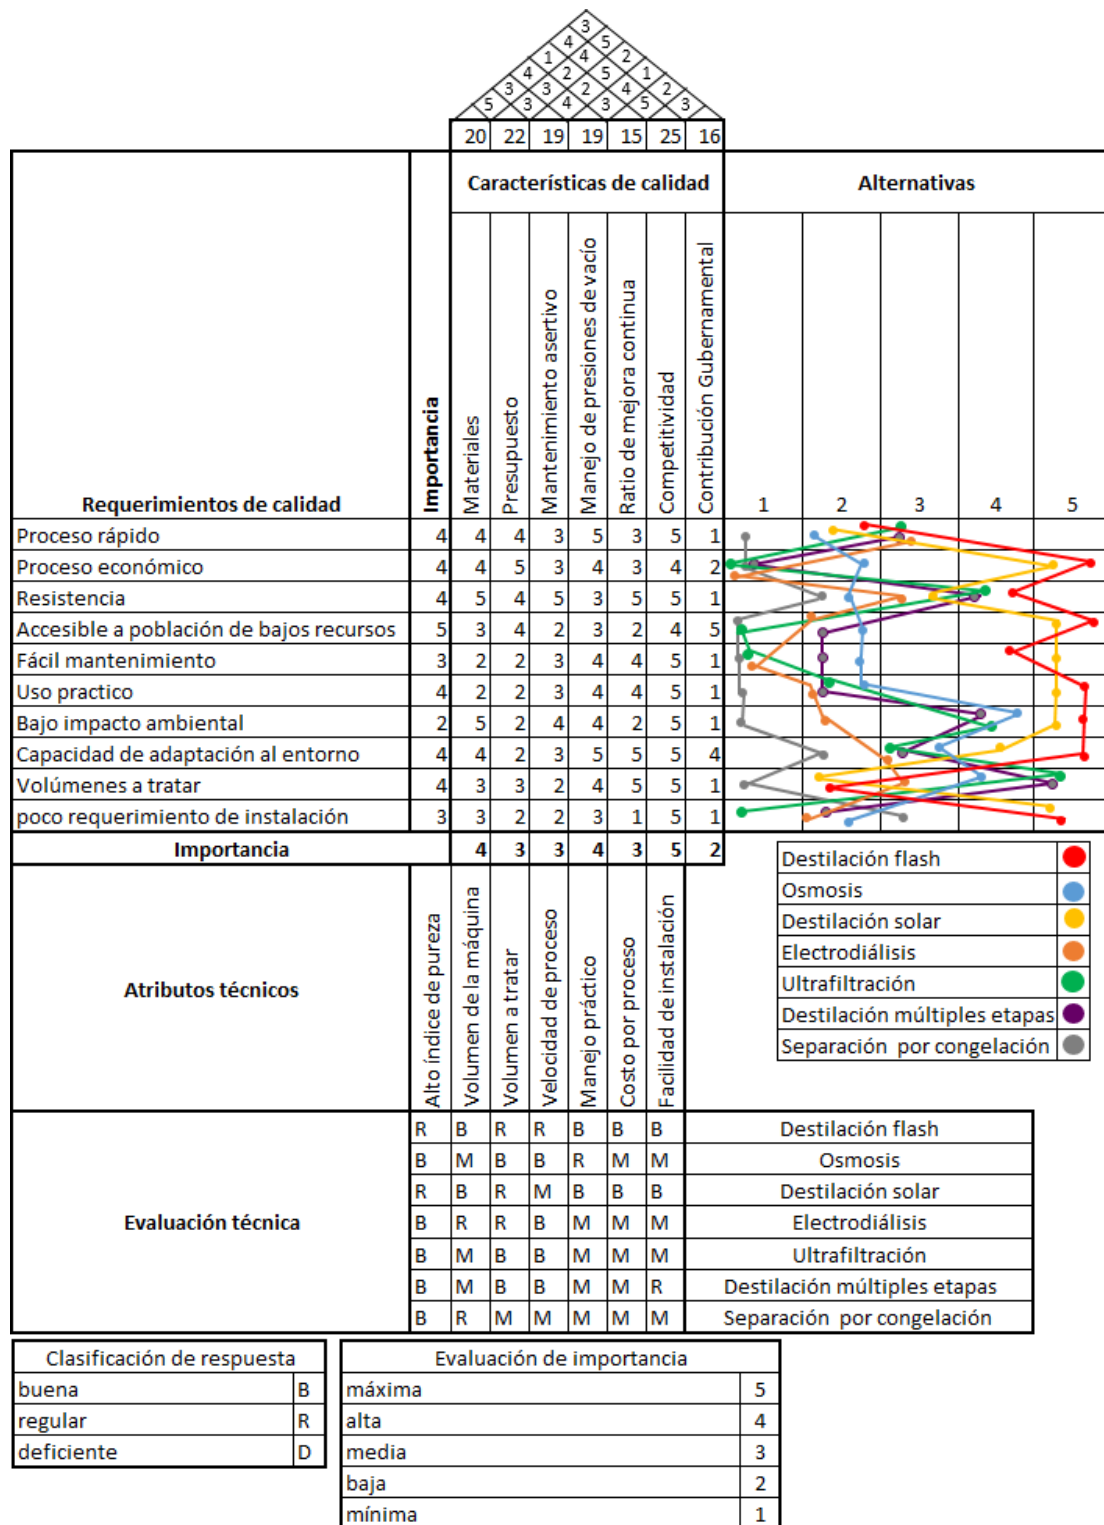 3
4 5
1 4 2
4 2 5 1
3 3 2 4 2
5 3 4 3 5 3
20 22 19 19 15 25 16
Características de calidad Alternativas
Requerimientos de calidad Importancia Materiales Presupuesto Mantenimiento asertivo Manejo de presiones de vacío Ratio de mejora continua Competitividad Contribución Gubernamental 1 2 3 4 5
Proceso rápido 4 4 4 3 5 3 5 1
Proceso económico 4 4 5 3 4 3 4 2
Resistencia 4 5 4 5 3 5 5 1
Accesible a población de bajos recursos 5 3 4 2 3 2 4 5
Fácil mantenimiento 3 2 2 3 4 4 5 1
Uso practico 4 2 2 3 4 4 5 1
Bajo impacto ambiental 2 5 2 4 4 2 5 1
Capacidad de adaptación al entorno 4 4 2 3 5 5 5 4
Volúmenes a tratar 4 3 3 2 4 5 5 1
poco requerimiento de instalación 3 3 2 2 3 1 5 1
Importancia 4 3 3 4 3 5 2
Destilación flash
Osmosis
Destilación solar
Electrodiálisis
Ultrafiltración
Destilación múltiples etapas
Separación por congelación
Atributos técnicos Alto índice de pureza Volumen de la máquina Volumen a tratar Velocidad de proceso Manejo práctico Costo por proceso Facilidad de instalación
Evaluación técnica
R B R R B B B Destilación flash
B M B B R M M Osmosis
R B R M B B B Destilación solar
B R R B M M M Electrodiálisis
B M B B M M M Ultrafiltración
B M B B M M R Destilación múltiples etapas
B R M M M M M Separación por congelación
Clasificación de respuesta
buena B
regular R
deficiente D
Evaluación de importancia
máxima 5
alta 4
media 3
baja 2
mínima 1